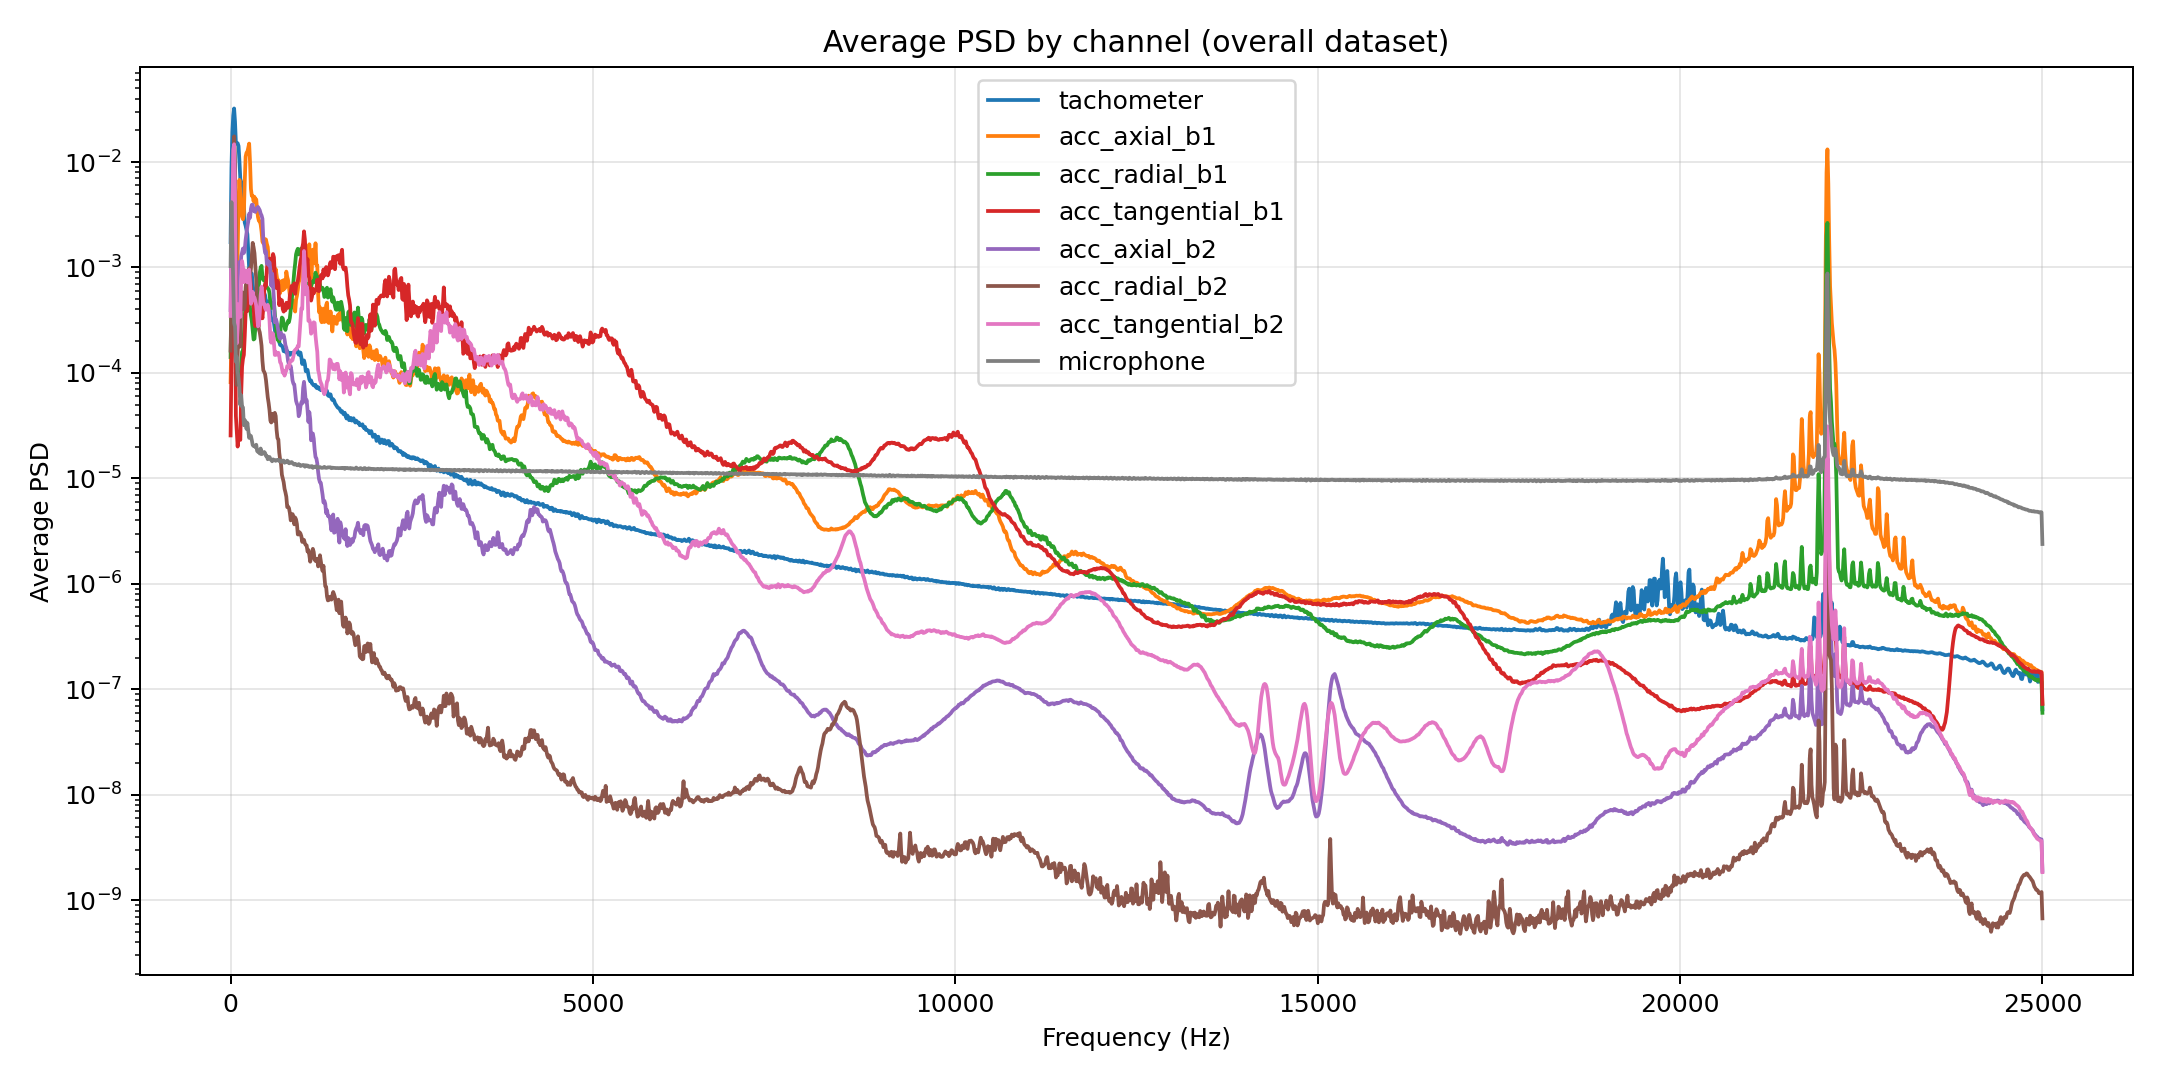 Average PSD by channel (overall dataset)
tachometer
acc_axial_b1
acc_radial_b1
acc_tangential_b1
acc_axial_b2
acc_radial_b2
acc_tangential_b2
microphone
Average PSD
10⁻²
10⁻³
10⁻⁴
10⁻⁵
10⁻⁶
10⁻⁷
10⁻⁸
10⁻⁹
0 5000 10000 15000 20000 25000
Frequency (Hz)